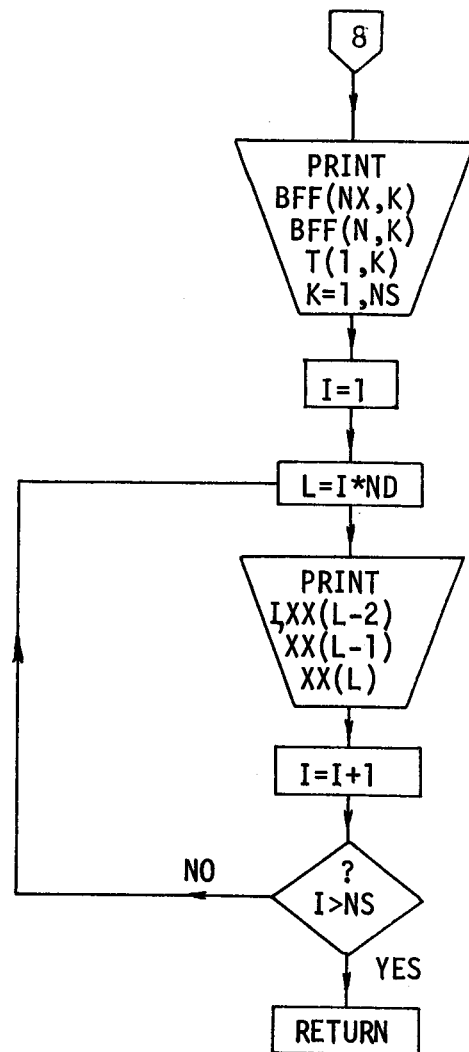 8
PRINT
BFF(NX,K)
BFF(N,K)
T(1,K)
K=1,NS
I=1
L=I*ND
PRINT
I,XX(L-2)
XX(L-1)
XX(L)
I=I+1
?
I>NS
NO
YES
RETURN